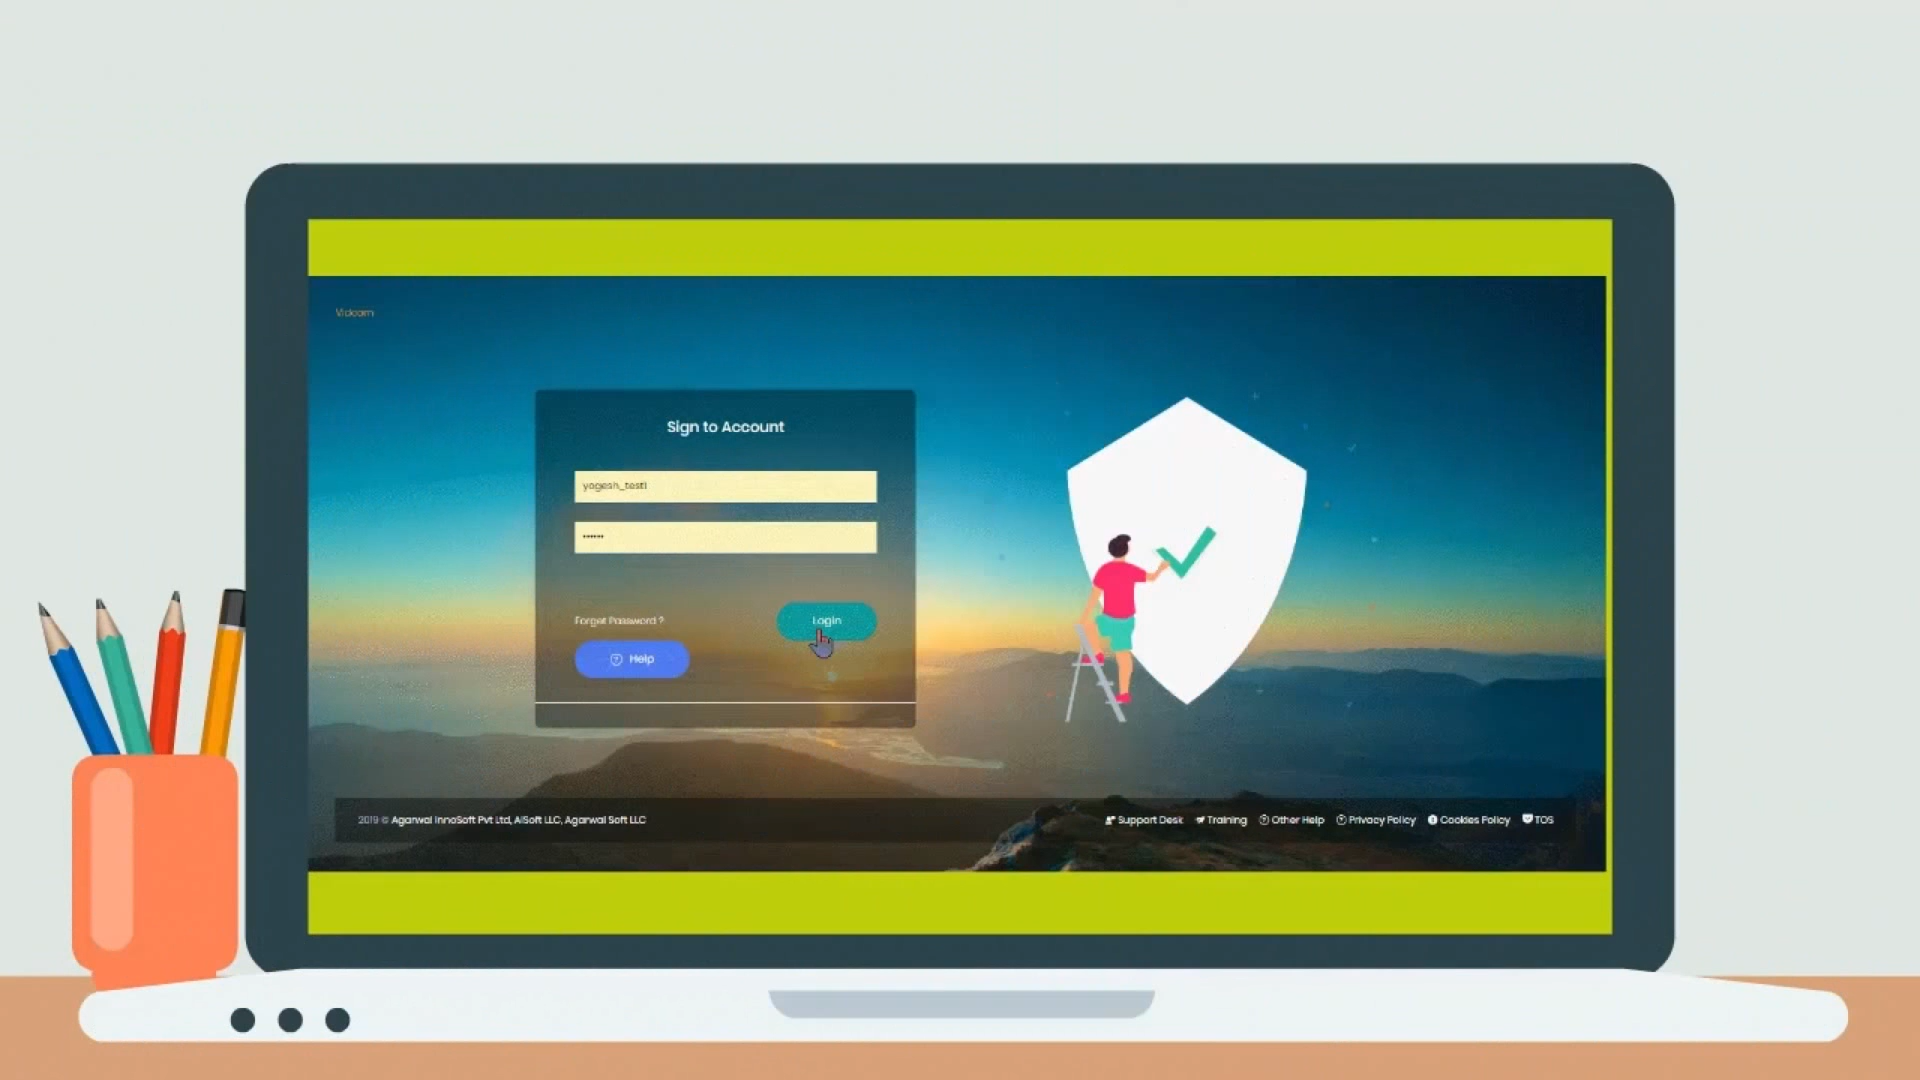 Vidcom
Sign to Account
yogesh_test1
••••••
Forget Password ?
Login
Help
2019 © Agarwal InnoSoft Pvt Ltd, AiSoft LLC, Agarwal Soft LLC
Support Desk Training Other Help Privacy Policy Cookies Policy TOS